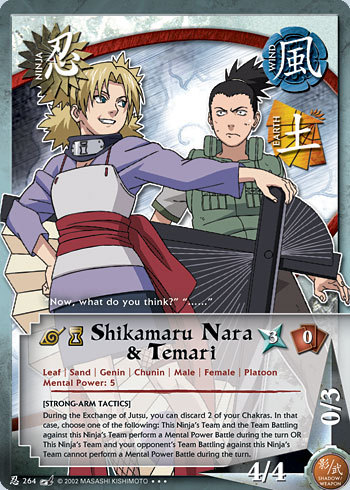 忍
NINJA
WIND
風
EARTH
土
"Now, what do you think?" "……"
Shikamaru Nara
& Temari
3
0
Leaf | Sand | Genin | Chunin | Male | Female | Platoon
Mental Power: 5
[STRONG-ARM TACTICS]
During the Exchange of Jutsu, you can discard 2 of your Chakras. In that
case, choose one of the following: This Ninja's Team and the Team Battling
against this Ninja's Team perform a Mental Power Battle during the turn OR
This Ninja's Team and your opponent's Team Battling against this Ninja's
Team cannot perform a Mental Power Battle during the turn.
0/3
4/4
影武
SHADOW/
WEAPON
忍 264
© 2002 MASASHI KISHIMOTO